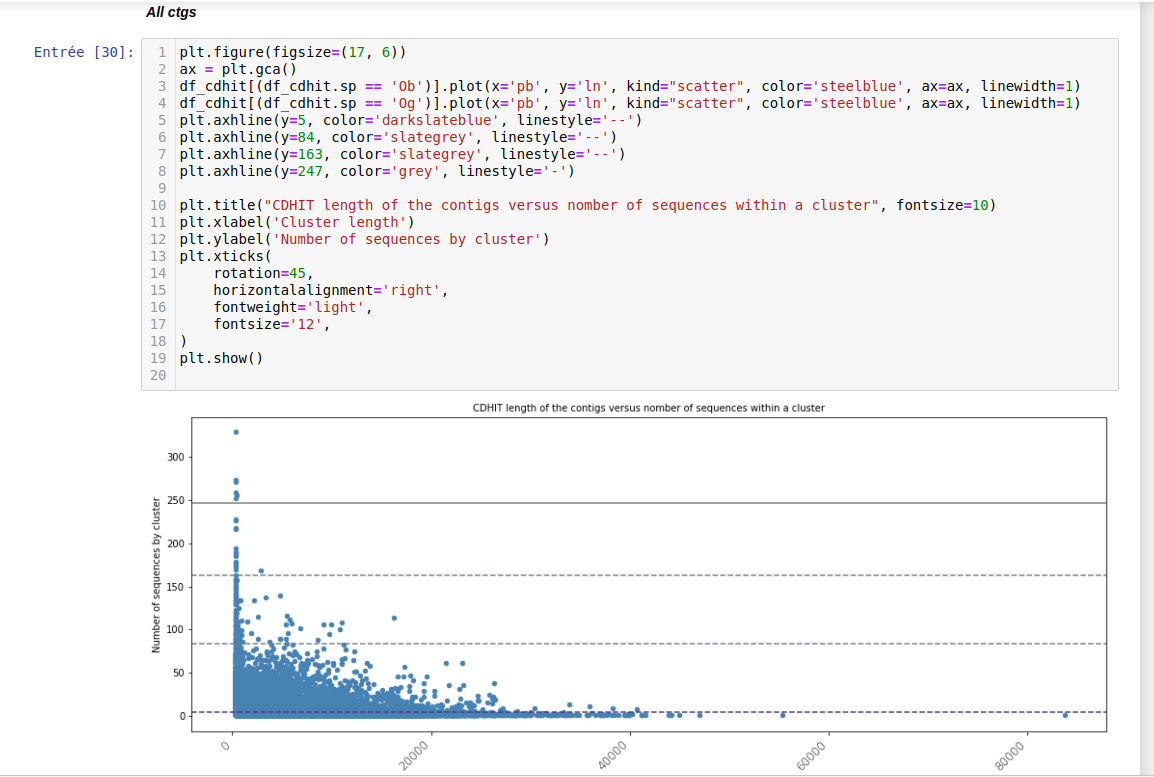 All ctgs
Entrée [30]:
1 plt.figure(figsize=(17, 6))
2 ax = plt.gca()
3 df_cdhit[(df_cdhit.sp == 'Ob')].plot(x='pb', y='ln', kind="scatter", color='steelblue', ax=ax, linewidth=1)
4 df_cdhit[(df_cdhit.sp == 'Og')].plot(x='pb', y='ln', kind="scatter", color='steelblue', ax=ax, linewidth=1)
5 plt.axhline(y=5, color='darkslateblue', linestyle='--')
6 plt.axhline(y=84, color='slategrey', linestyle='--')
7 plt.axhline(y=163, color='slategrey', linestyle='--')
8 plt.axhline(y=247, color='grey', linestyle='-')
9
10 plt.title("CDHIT length of the contigs versus nomber of sequences within a cluster", fontsize=10)
11 plt.xlabel('Cluster length')
12 plt.ylabel('Number of sequences by cluster')
13 plt.xticks(
14     rotation=45,
15     horizontalalignment='right',
16     fontweight='light',
17     fontsize='12',
18 )
19 plt.show()
20
CDHIT length of the contigs versus nomber of sequences within a cluster
Number of sequences by cluster
300
250
200
150
100
50
0
0
20000
40000
60000
80000